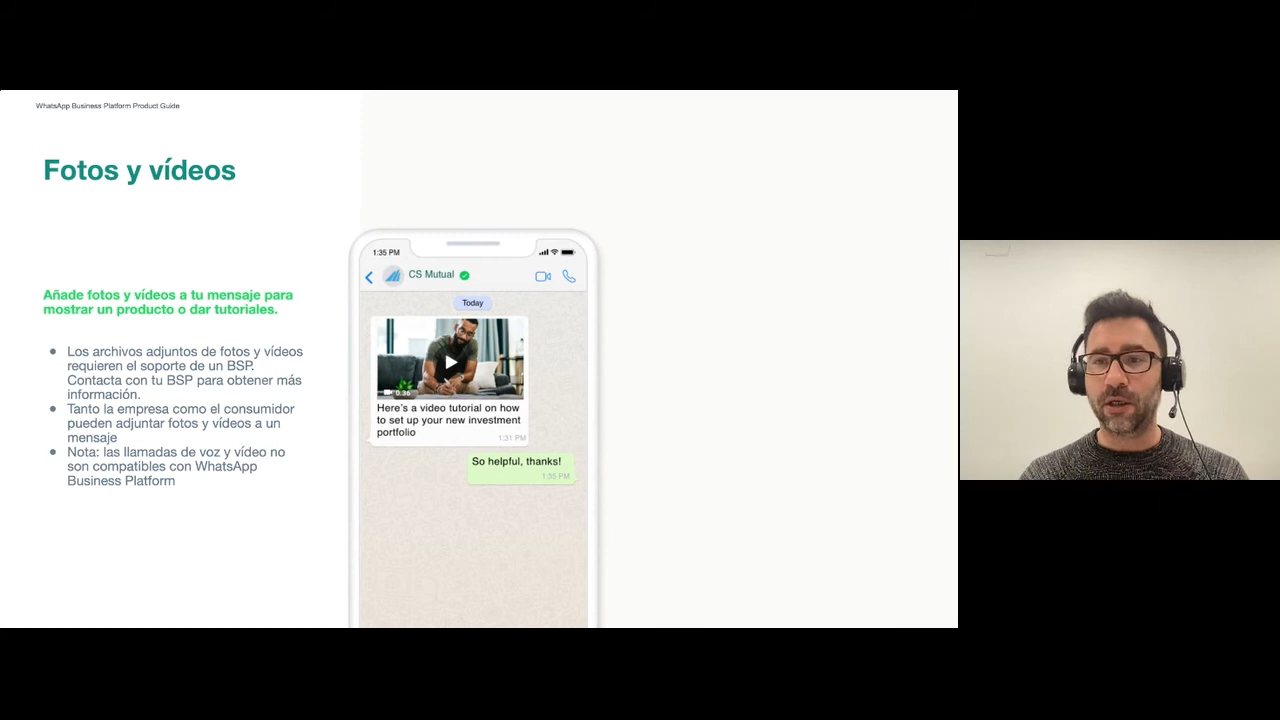 WhatsApp Business Platform Product Guide
Fotos y vídeos
Añade fotos y vídeos a tu mensaje para
mostrar un producto o dar tutoriales.
● Los archivos adjuntos de fotos y vídeos
requieren el soporte de un BSP.
Contacta con tu BSP para obtener más
información.
● Tanto la empresa como el consumidor
pueden adjuntar fotos y vídeos a un
mensaje
● Nota: las llamadas de voz y vídeo no
son compatibles con WhatsApp
Business Platform
1:35 PM
CS Mutual
Today
0:36
Here's a video tutorial on how
to set up your new investment
portfolio
1:31 PM
So helpful, thanks!
1:35 PM